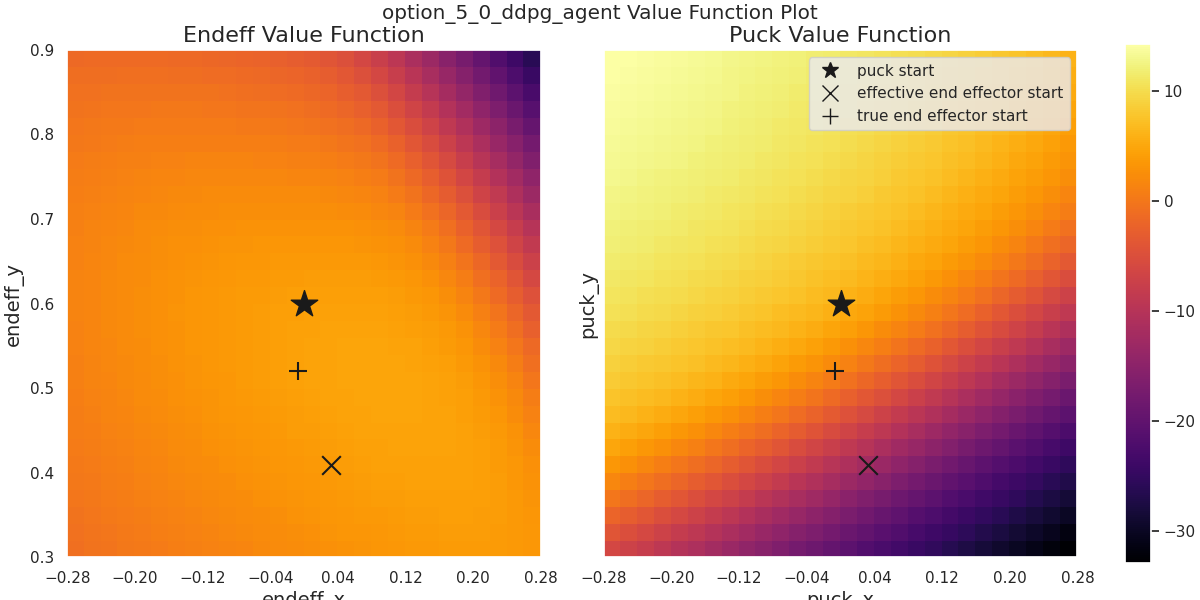 option_5_0_ddpg_agent Value Function Plot
Endeff Value Function
Puck Value Function
0.9
0.8
0.7
0.6
0.5
0.4
0.3
endeff_y
−0.28 −0.20 −0.12 −0.04 0.04 0.12 0.20 0.28
endeff_x
puck_y
puck start
effective end effector start
true end effector start
−0.28 −0.20 −0.12 −0.04 0.04 0.12 0.20 0.28
puck_x
10
0
−10
−20
−30